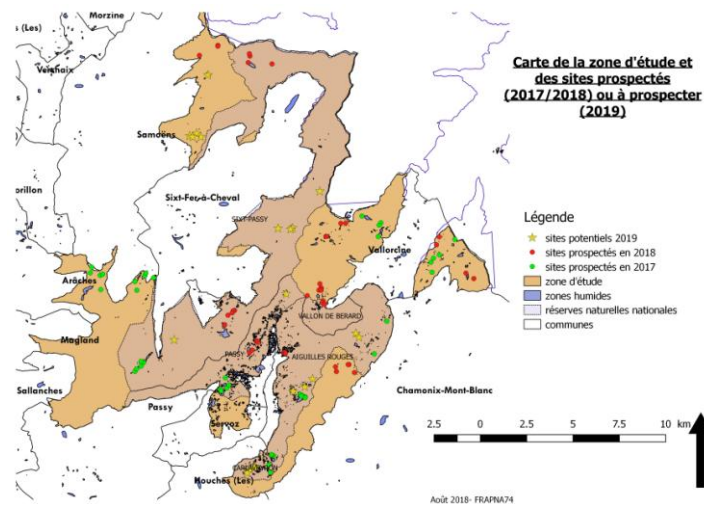 s (Les)
Morzine
Verchaix
Carte de la zone d'étude et
des sites prospectés
(2017/2018) ou à prospecter
(2019)
Samoëns
orillon
Sixt-Fer-à-Cheval
SIXT-PASSY
Vallorcine
Légende
sites potentiels 2019
sites prospectés en 2018
sites prospectés en 2017
zone d'étude
zones humides
réserves naturelles nationales
communes
Arâches
Magland
VALLON DE BERARD
PASSY
AIGUILLES ROUGES
Sallanches
Passy
Chamonix-Mont-Blanc
Servoz
Houches (Les)
2.5 0 2.5 5 7.5 10 km
Août 2018- FRAPNA74